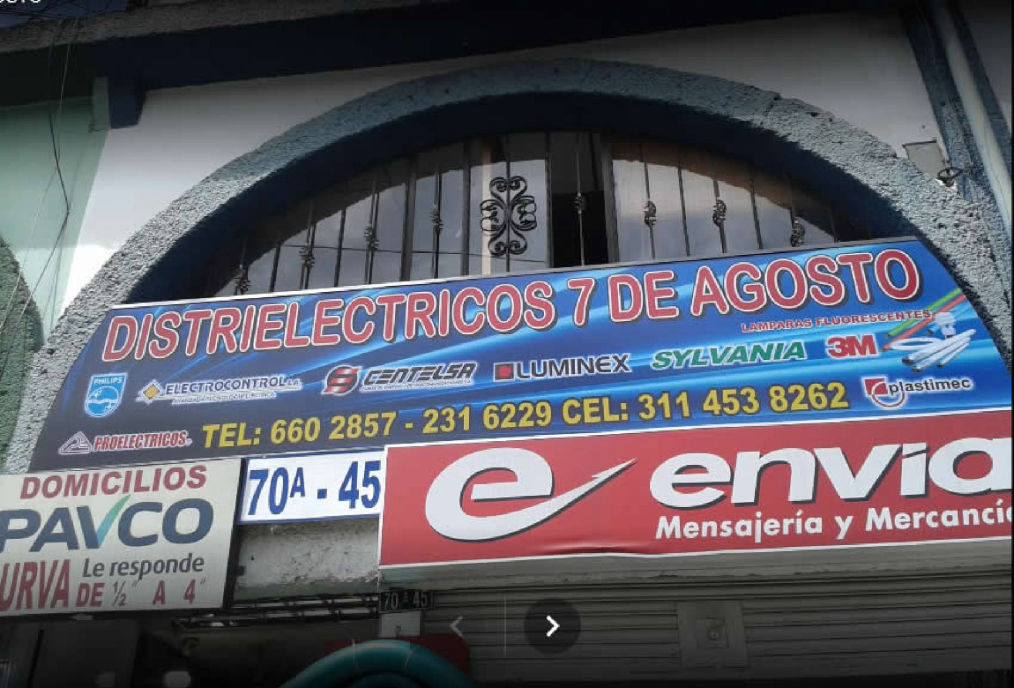 DISTRIELECTRICOS 7 DE AGOSTO
LAMPARAS FLUORESCENTES
PHILIPS
ELECTROCONTROL S.A.
CENTELSA
LUMINEX
SYLVANIA
3M
plastimec
PROELECTRICOS
TEL: 660 2857 - 231 6229 CEL: 311 453 8262
DOMICILIOS
PAVCO
Le responde
URVA DE ½" A 4"
70A - 45
e envia
Mensajería y Mercancía
70 A 45